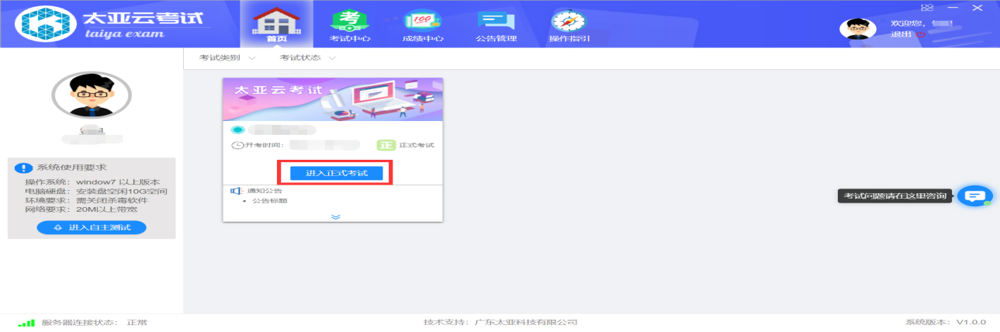 太亚云考试
taiya exam
首页
考试中心
成绩中心
公告管理
操作指引
欢迎您,
退出
考试类别
考试状态
系统使用要求
操作系统： window7 以上版本
电脑硬盘： 安装盘空闲10G空间
环境要求： 需关闭杀毒软件
网络要求： 20M以上带宽
进入自主测试
太亚云考试
开考时间：
正 正式考试
进入正式考试
通知公告
• 公告标题
考试问题请在这里咨询
服务器连接状态： 正常
技术支持：广东太亚科技有限公司
系统版本： V1.0.0